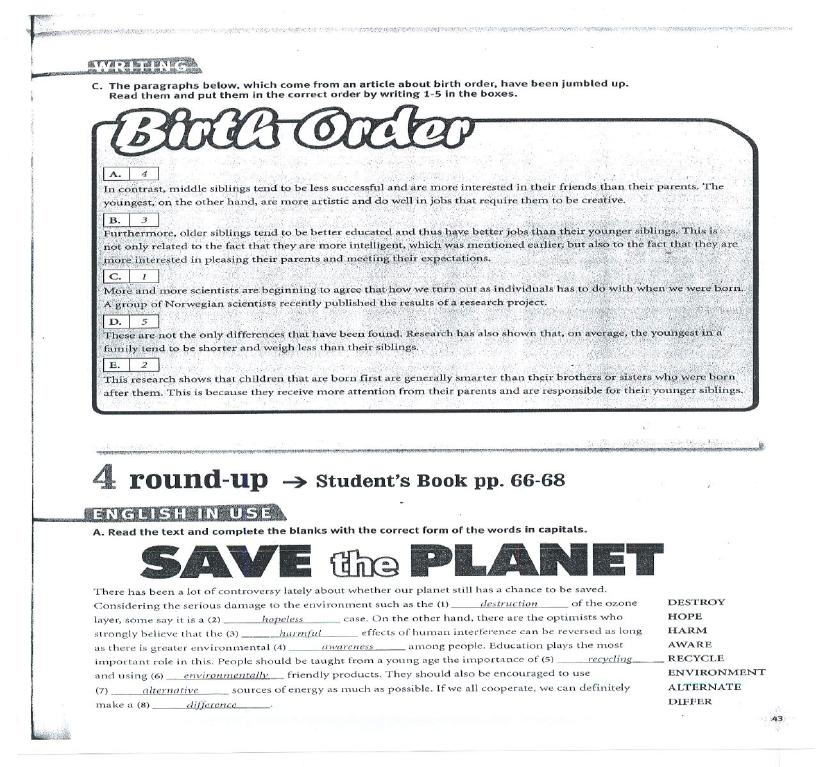 WRITING
C. The paragraphs below, which come from an article about birth order, have been jumbled up.
Read them and put them in the correct order by writing 1-5 in the boxes.
Birth Order
A. 4
In contrast, middle siblings tend to be less successful and are more interested in their friends than their parents. The
youngest, on the other hand, are more artistic and do well in jobs that require them to be creative.
B. 3
Furthermore, older siblings tend to be better educated and thus have better jobs than their younger siblings. This is
not only related to the fact that they are more intelligent, which was mentioned earlier, but also to the fact that they are
more interested in pleasing their parents and meeting their expectations.
C. 1
More and more scientists are beginning to agree that how we turn out as individuals has to do with when we were born.
A group of Norwegian scientists recently published the results of a research project.
D. 5
These are not the only differences that have been found. Research has also shown that, on average, the youngest in a
family tend to be shorter and weigh less than their siblings.
E. 2
This research shows that children that are born first are generally smarter than their brothers or sisters who were born
after them. This is because they receive more attention from their parents and are responsible for their younger siblings.
4 round-up → Student's Book pp. 66-68
ENGLISH IN USE
A. Read the text and complete the blanks with the correct form of the words in capitals.
SAVE the PLANET
There has been a lot of controversy lately about whether our planet still has a chance to be saved.
Considering the serious damage to the environment such as the (1) destruction of the ozone DESTROY
layer, some say it is a (2) hopeless case. On the other hand, there are the optimists who HOPE
strongly believe that the (3) harmful effects of human interference can be reversed as long HARM
as there is greater environmental (4) awareness among people. Education plays the most AWARE
important role in this. People should be taught from a young age the importance of (5) recycling RECYCLE
and using (6) environmentally friendly products. They should also be encouraged to use ENVIRONMENT
(7) alternative sources of energy as much as possible. If we all cooperate, we can definitely ALTERNATE
make a (8) difference. DIFFER
43